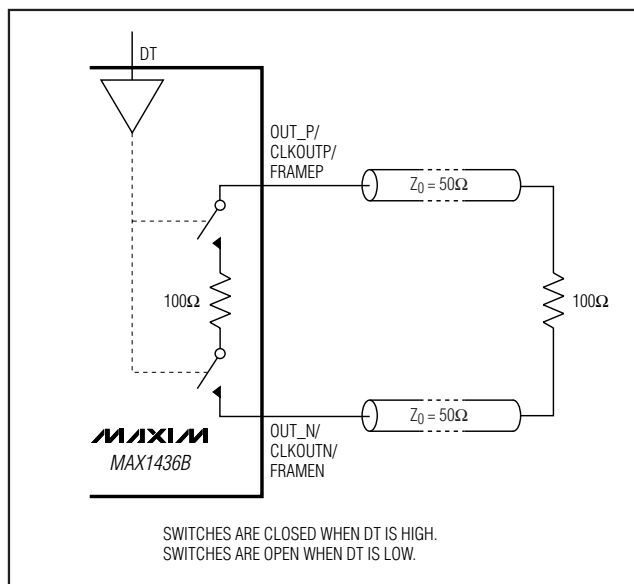 DT
OUT_P/
CLKOUTP/
FRAMEP
Z0 = 50Ω
100Ω
100Ω
Z0 = 50Ω
OUT_N/
CLKOUTN/
FRAMEN
MAXIM
MAX1436B
SWITCHES ARE CLOSED WHEN DT IS HIGH.
SWITCHES ARE OPEN WHEN DT IS LOW.